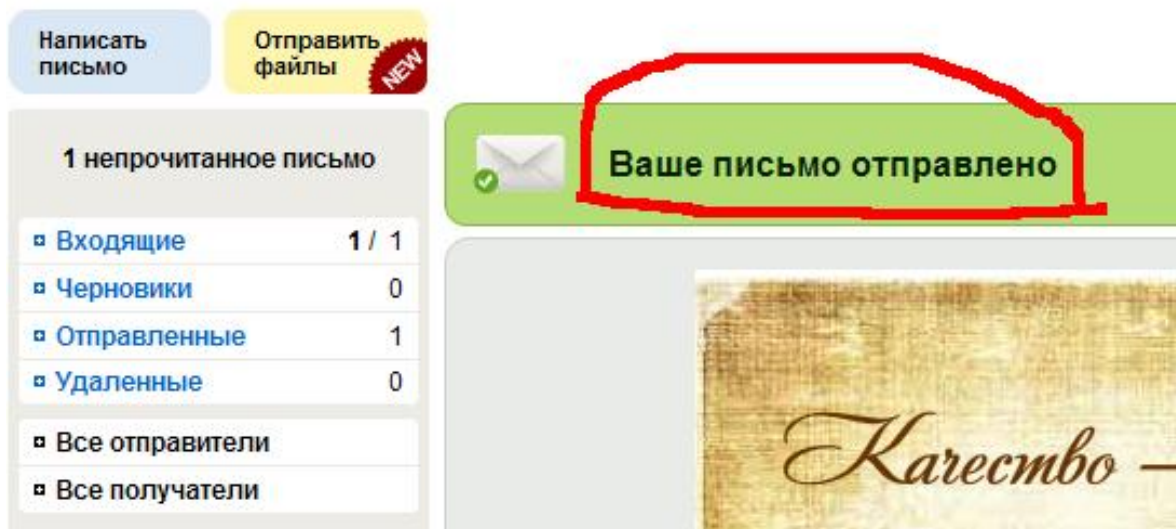 Написать
письмо
Отправить
файлы
NEW
1 непрочитанное письмо
Входящие 1 / 1
Черновики 0
Отправленные 1
Удаленные 0
Все отправители
Все получатели
Ваше письмо отправлено
Качество –